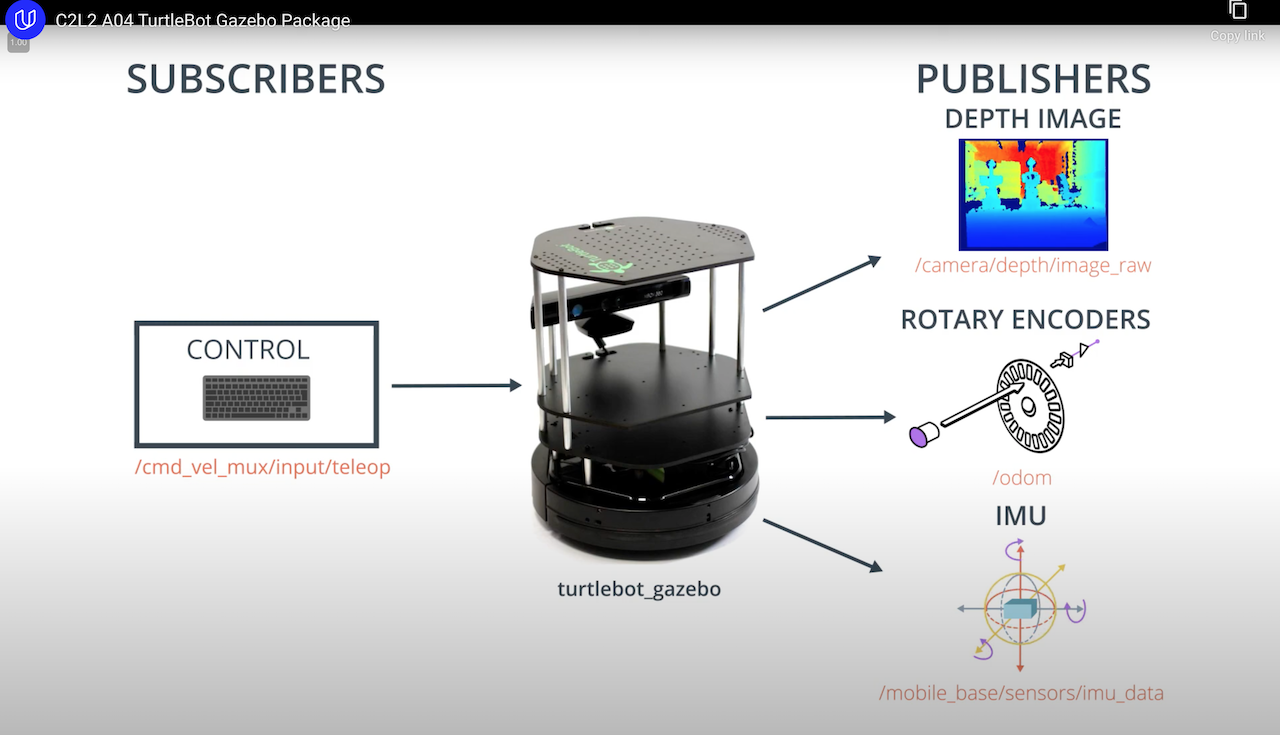 C2L2 A04 TurtleBot Gazebo Package
Copy link
1.00
SUBSCRIBERS
PUBLISHERS
DEPTH IMAGE
/camera/depth/image_raw
CONTROL
/cmd_vel_mux/input/teleop
TurtleBot
ROTARY ENCODERS
/odom
IMU
turtlebot_gazebo
/mobile_base/sensors/imu_data